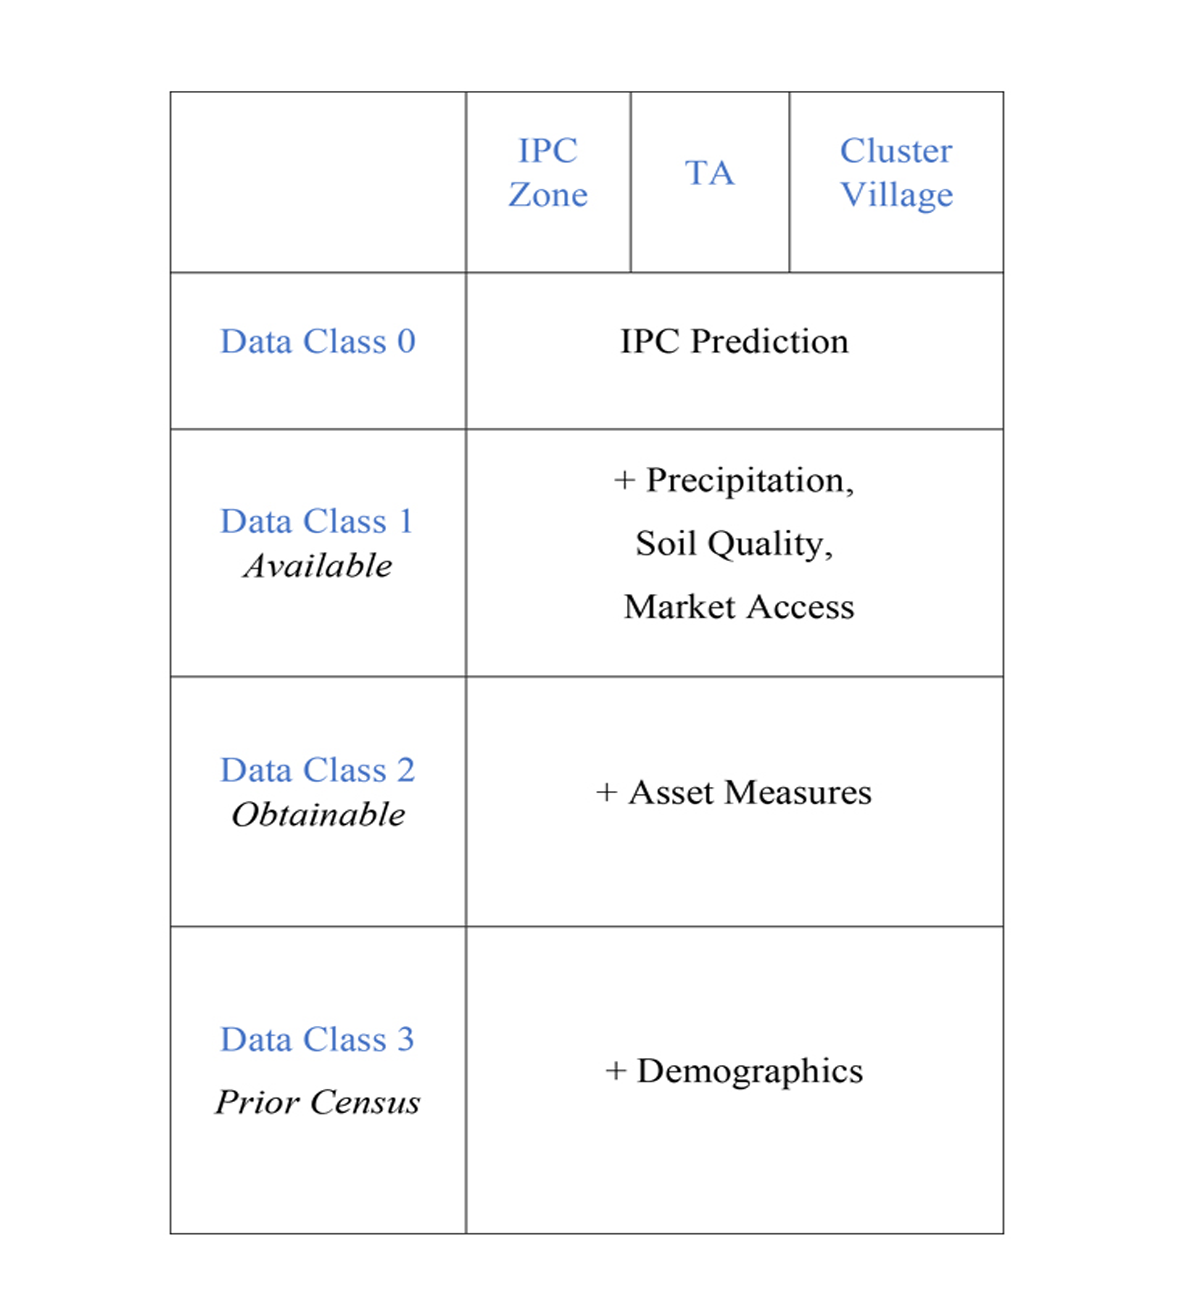 IPC
Zone
TA
Cluster
Village
Data Class 0
IPC Prediction
Data Class 1
Available
+ Precipitation,
Soil Quality,
Market Access
Data Class 2
Obtainable
+ Asset Measures
Data Class 3
Prior Census
+ Demographics